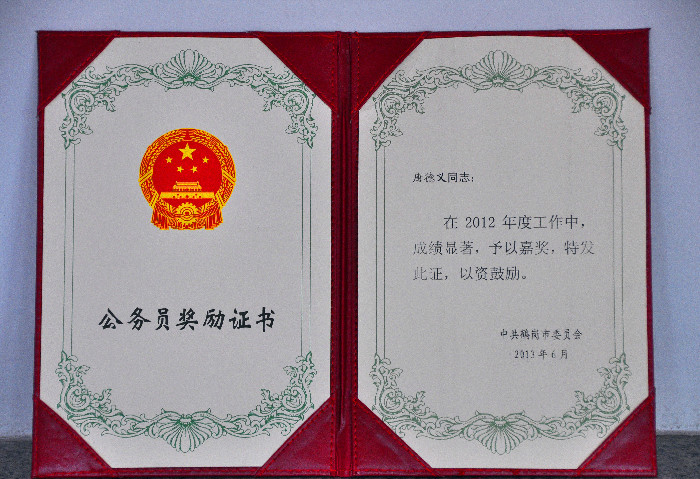 公务员奖励证书
唐德义同志：
在 2012 年度工作中，
成绩显著，予以嘉奖，特发
此证，以资鼓励。
中共鹤岗市委员会
2013 年 6 月